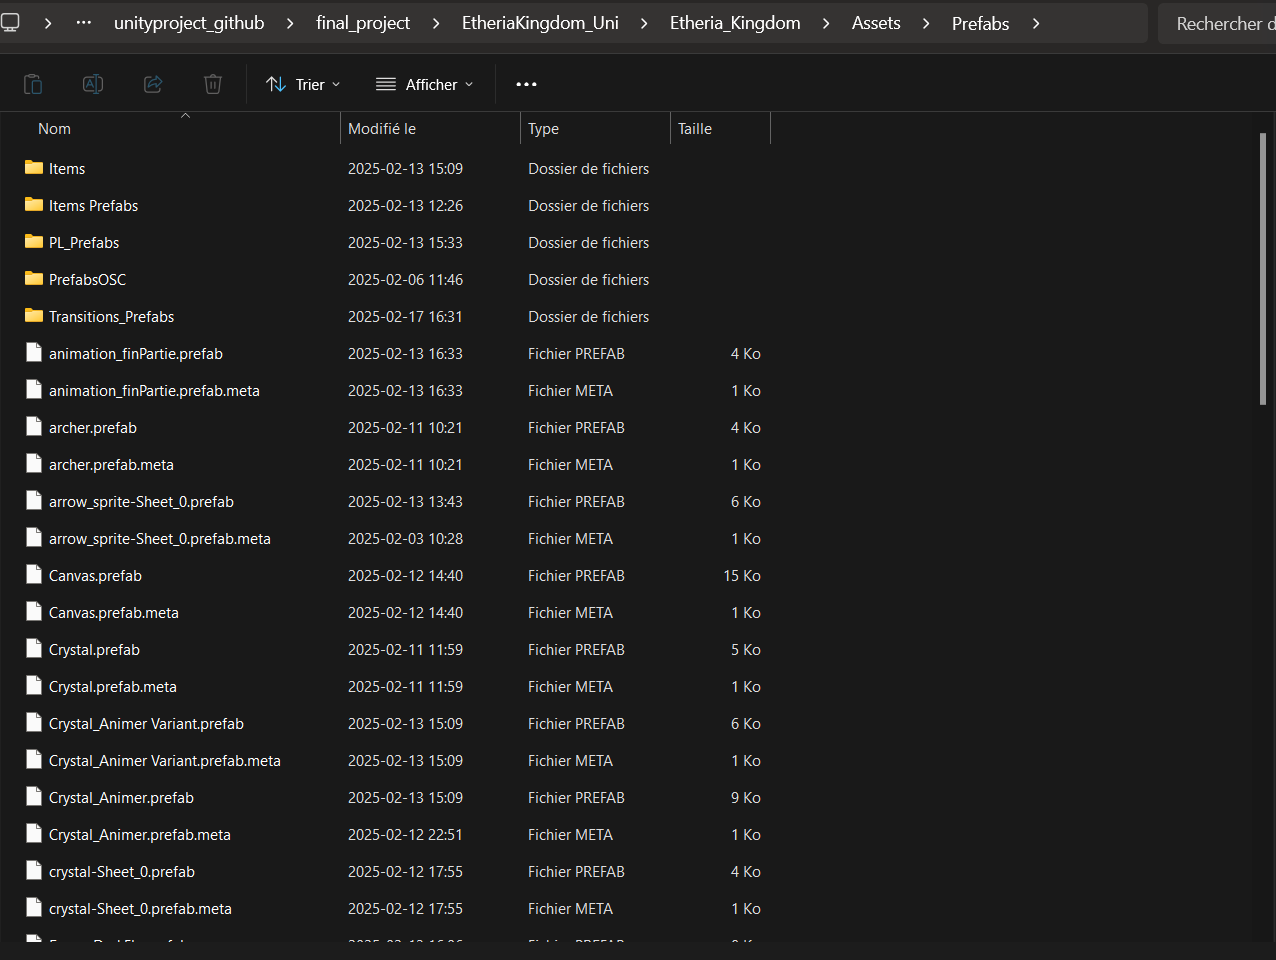 unityproject_github > final_project > EtheriaKingdom_Uni > Etheria_Kingdom > Assets > Prefabs >
Rechercher d
Trier Afficher
Nom Modifié le Type Taille
Items 2025-02-13 15:09 Dossier de fichiers
Items Prefabs 2025-02-13 12:26 Dossier de fichiers
PL_Prefabs 2025-02-13 15:33 Dossier de fichiers
PrefabsOSC 2025-02-06 11:46 Dossier de fichiers
Transitions_Prefabs 2025-02-17 16:31 Dossier de fichiers
animation_finPartie.prefab 2025-02-13 16:33 Fichier PREFAB 4 Ko
animation_finPartie.prefab.meta 2025-02-13 16:33 Fichier META 1 Ko
archer.prefab 2025-02-11 10:21 Fichier PREFAB 4 Ko
archer.prefab.meta 2025-02-11 10:21 Fichier META 1 Ko
arrow_sprite-Sheet_0.prefab 2025-02-13 13:43 Fichier PREFAB 6 Ko
arrow_sprite-Sheet_0.prefab.meta 2025-02-03 10:28 Fichier META 1 Ko
Canvas.prefab 2025-02-12 14:40 Fichier PREFAB 15 Ko
Canvas.prefab.meta 2025-02-12 14:40 Fichier META 1 Ko
Crystal.prefab 2025-02-11 11:59 Fichier PREFAB 5 Ko
Crystal.prefab.meta 2025-02-11 11:59 Fichier META 1 Ko
Crystal_Animer Variant.prefab 2025-02-13 15:09 Fichier PREFAB 6 Ko
Crystal_Animer Variant.prefab.meta 2025-02-13 15:09 Fichier META 1 Ko
Crystal_Animer.prefab 2025-02-13 15:09 Fichier PREFAB 9 Ko
Crystal_Animer.prefab.meta 2025-02-12 22:51 Fichier META 1 Ko
crystal-Sheet_0.prefab 2025-02-12 17:55 Fichier PREFAB 4 Ko
crystal-Sheet_0.prefab.meta 2025-02-12 17:55 Fichier META 1 Ko